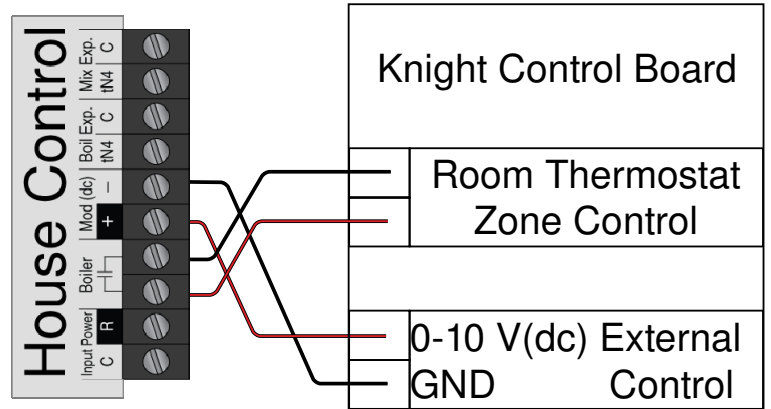 House Control
Mix Exp.
C
tN4
Boil Exp.
C
tN4
Mod (dc)
–
+
Boiler
Input Power
R
C
Knight Control Board
Room Thermostat
Zone Control
0-10 V(dc) External
GND Control